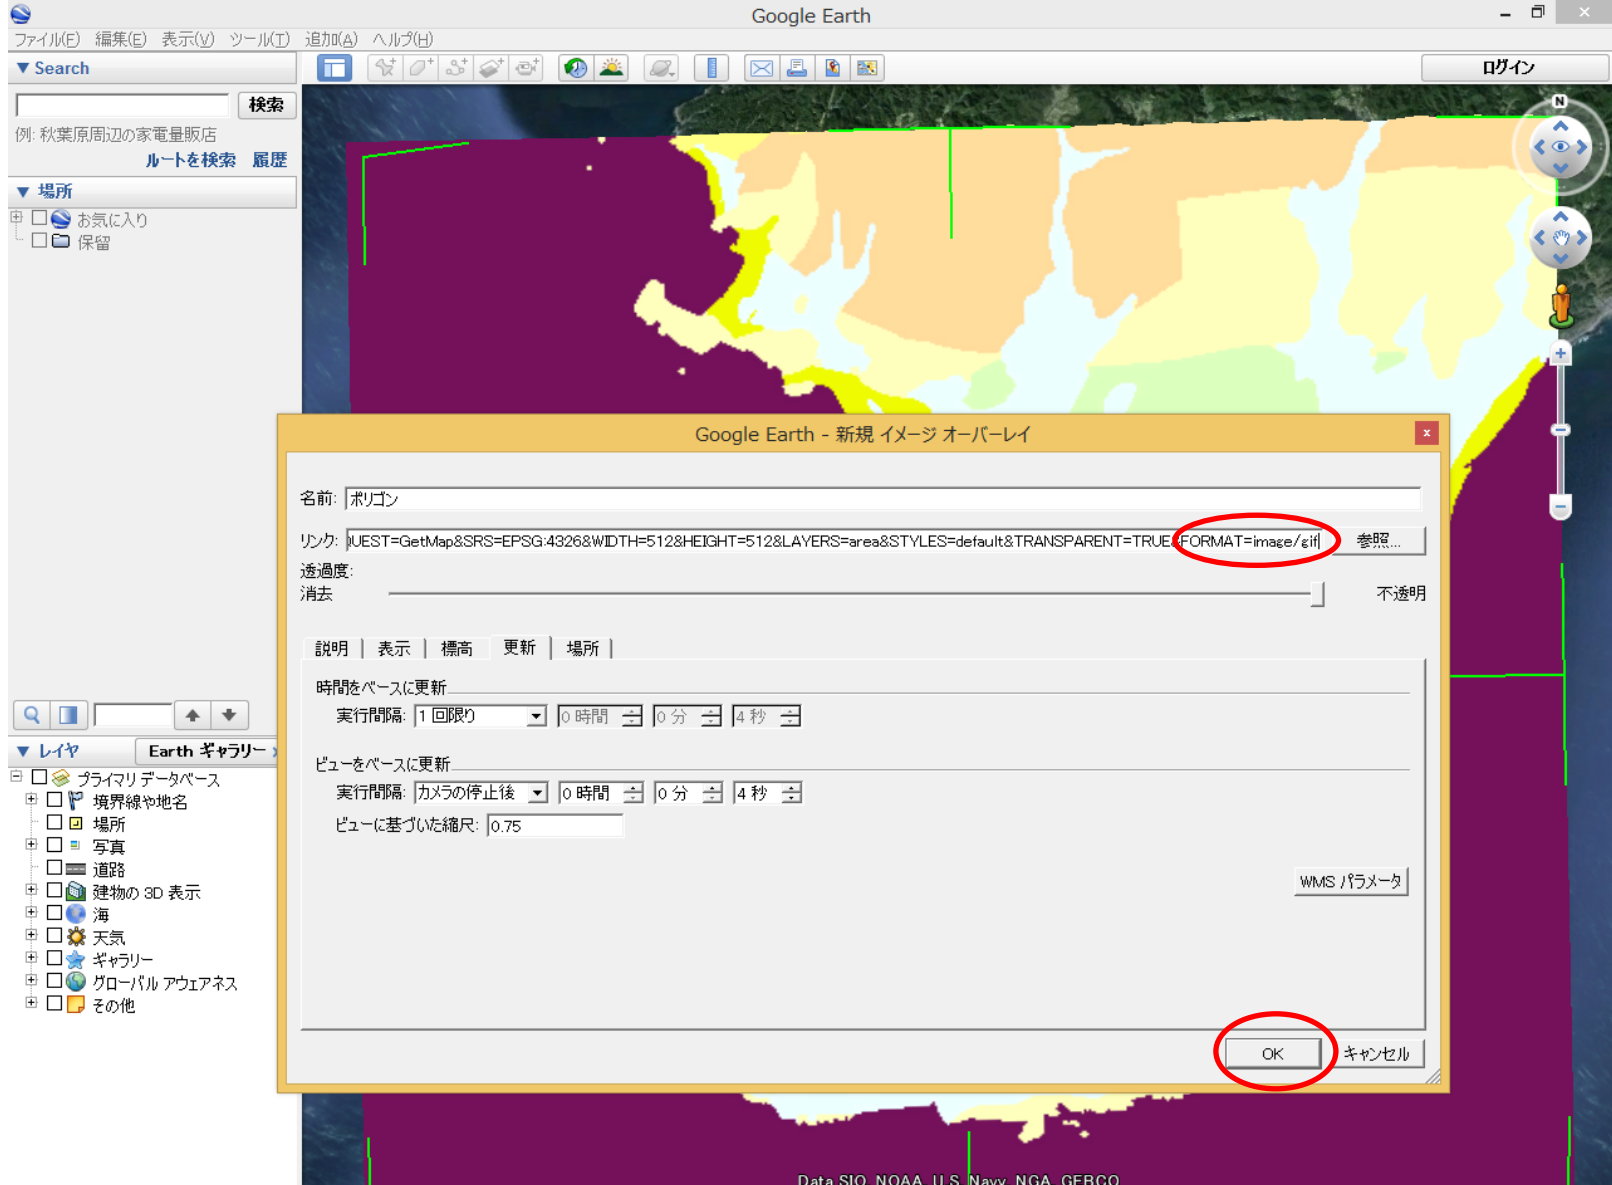 Google Earth
ファイル(F) 編集(E) 表示(V) ツール(T) 追加(A) ヘルプ(H)
Search
ログイン
検索
例: 秋葉原周辺の家電量販店
ルートを検索 履歴
場所
お気に入り
保留
N
Google Earth - 新規 イメージ オーバーレイ
名前: ポリゴン
リンク: UEST=GetMap&SRS=EPSG:4326&WIDTH=512&HEIGHT=512&LAYERS=area&STYLES=default&TRANSPARENT=TRUE&FORMAT=image/gif 参照...
透過度:
消去 不透明
説明 表示 標高 更新 場所
時間をベースに更新
実行間隔: 1 回限り 0 時間 0 分 4 秒
ビューをベースに更新
実行間隔: カメラの停止後 0 時間 0 分 4 秒
ビューに基づいた縮尺: 0.75
WMS パラメータ
OK キャンセル
レイヤ Earth ギャラリー
プライマリ データベース
境界線や地名
場所
写真
道路
建物の 3D 表示
海
天気
ギャラリー
グローバル アウェアネス
その他
Data SIO, NOAA, U.S. Navy, NGA, GEBCO